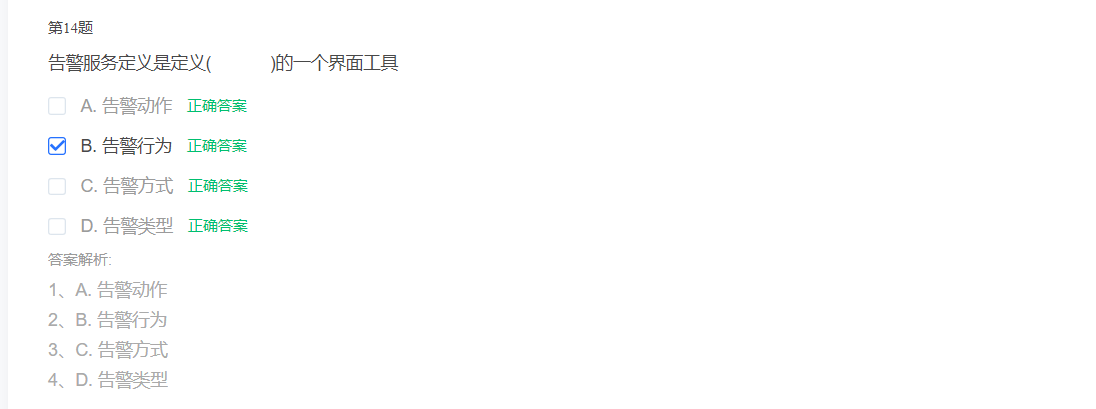 第14题
告警服务定义是定义(            )的一个界面工具
A. 告警动作 正确答案
B. 告警行为 正确答案
C. 告警方式 正确答案
D. 告警类型 正确答案
答案解析:
1、A. 告警动作
2、B. 告警行为
3、C. 告警方式
4、D. 告警类型